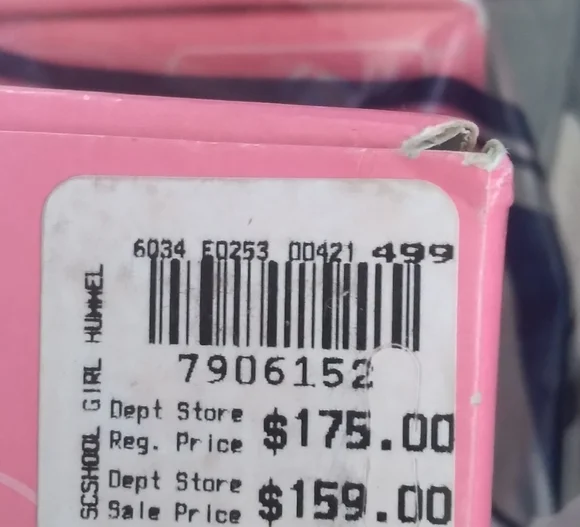 6034 E0253 00421 499
7906152
SCSHOOL GIRL HUMMEL
Dept Store
Reg. Price $175.00
Dept Store
Sale Price $159.00